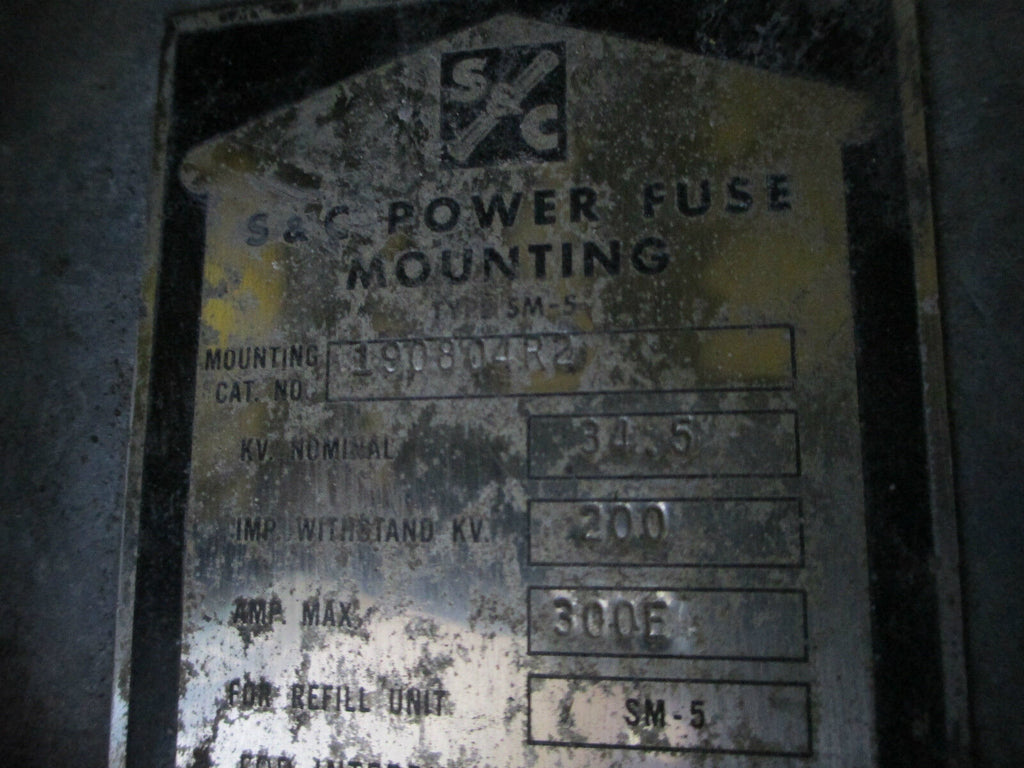 S C
S & C POWER FUSE
MOUNTING
TYPE SM-5
MOUNTING CAT. NO. 190804R2
KV. NOMINAL 34.5
IMP. WITHSTAND KV. 200
AMP. MAX. 300E
FOR REFILL UNIT SM-5
FOR